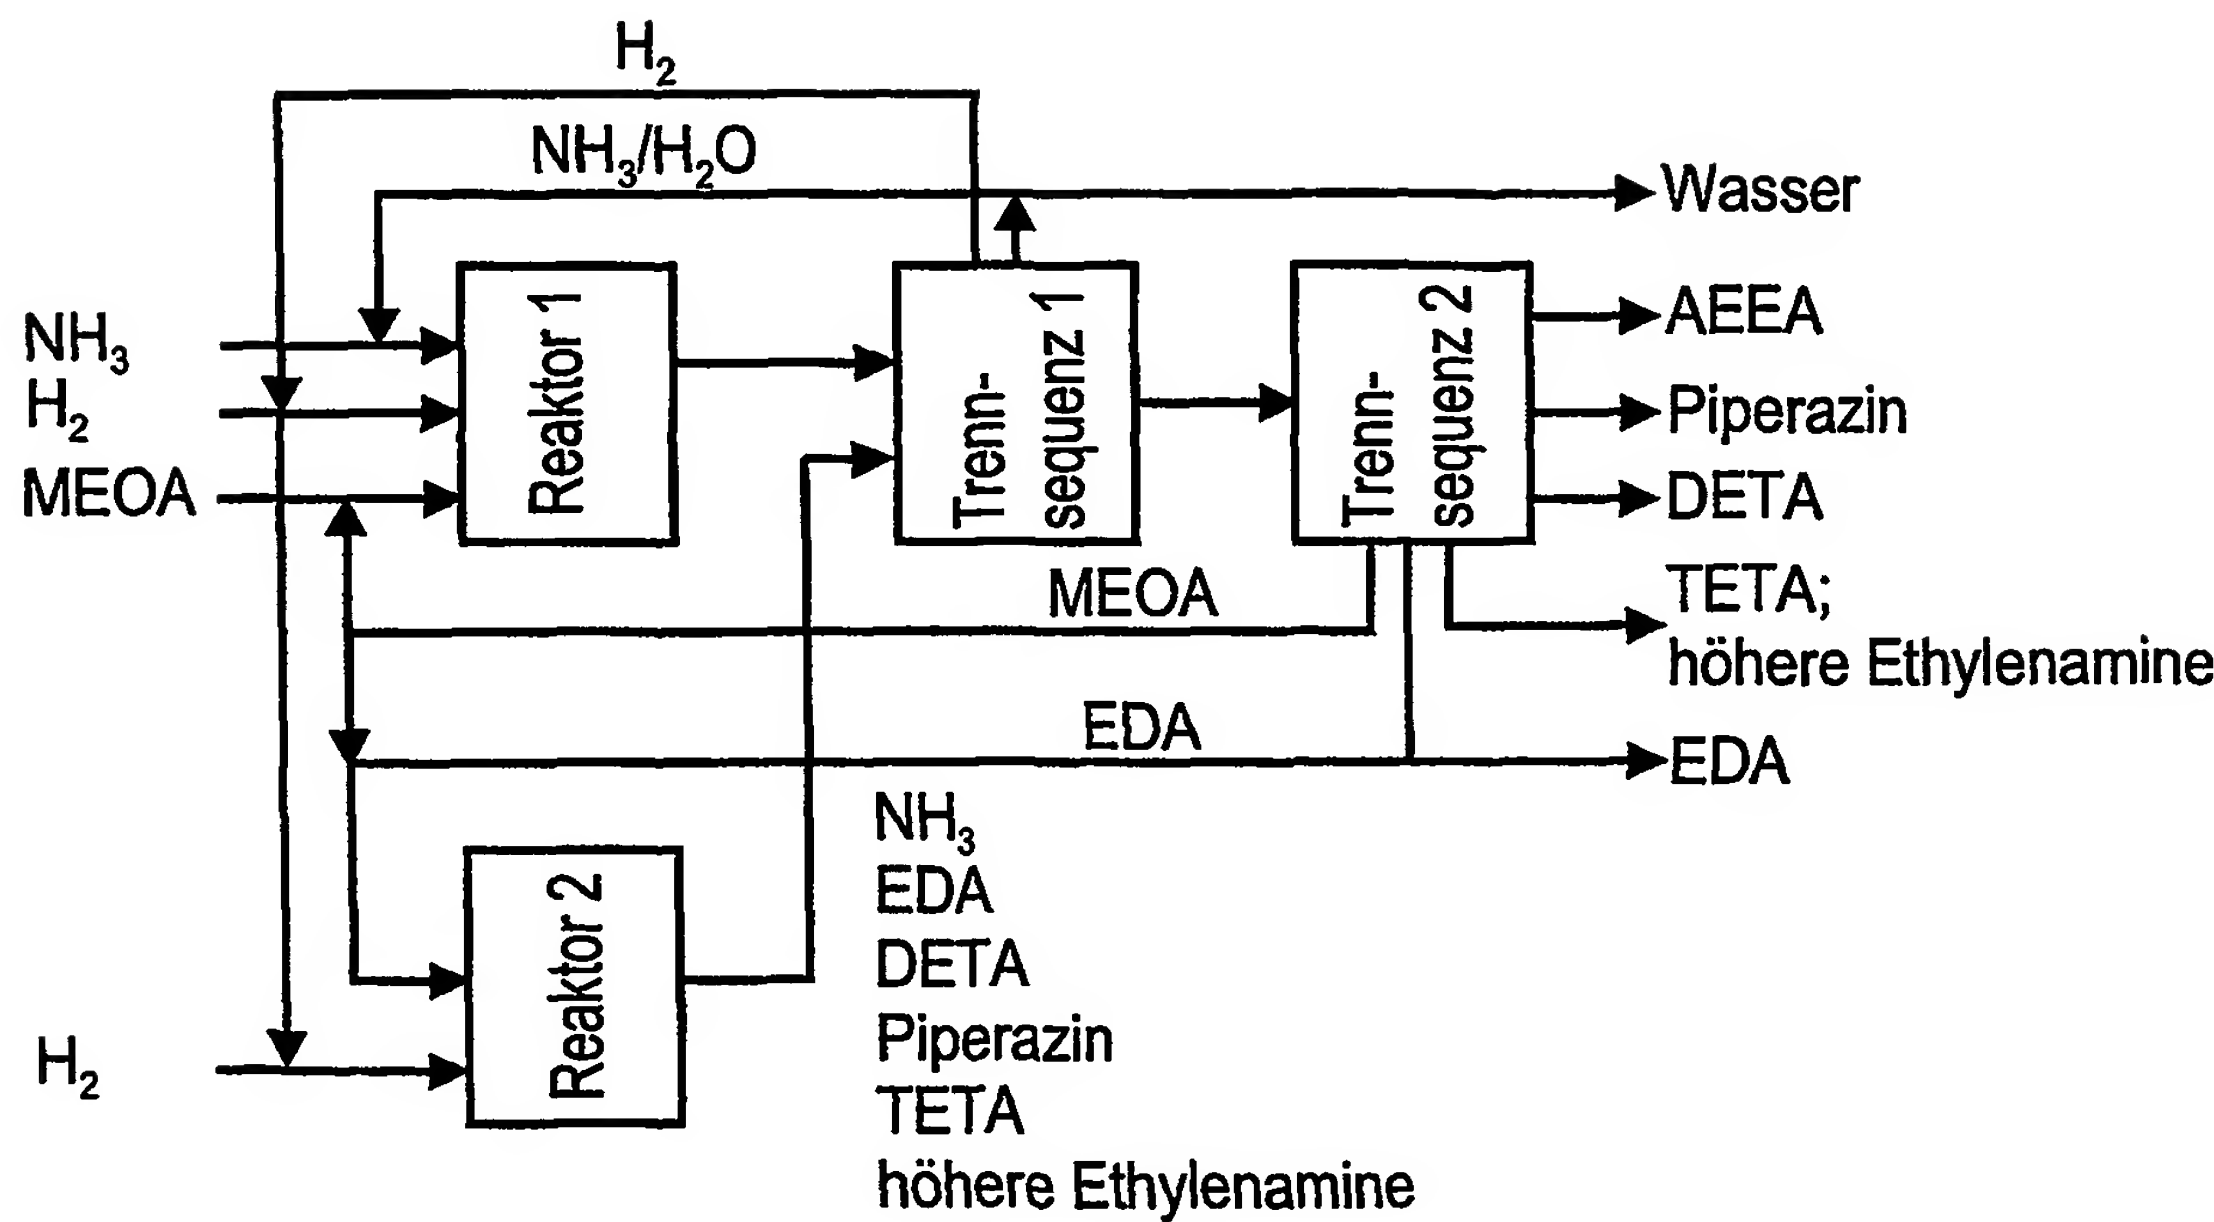 H₂
NH₃/H₂O
Wasser
NH₃
H₂
MEOA
Reaktor 1
Trenn-
sequenz 1
Trenn-
sequenz 2
AEEA
Piperazin
DETA
MEOA
TETA;
höhere Ethylenamine
EDA
EDA
H₂
Reaktor 2
NH₃
EDA
DETA
Piperazin
TETA
höhere Ethylenamine